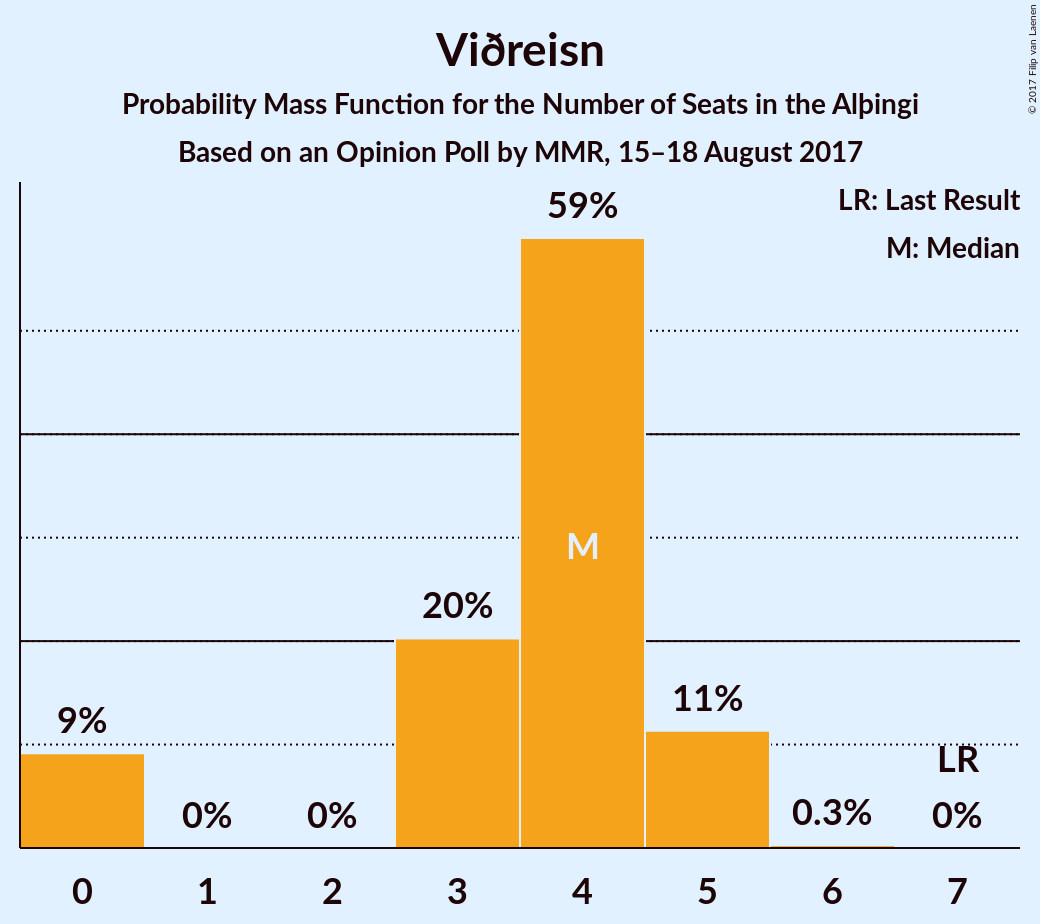 Viðreisn
Probability Mass Function for the Number of Seats in the Alþingi
Based on an Opinion Poll by MMR, 15–18 August 2017
© 2017 Filip van Laenen
LR: Last Result
M: Median
59%
M
20%
11%
9%
LR
0%
0%
0.3%
0%
0 1 2 3 4 5 6 7